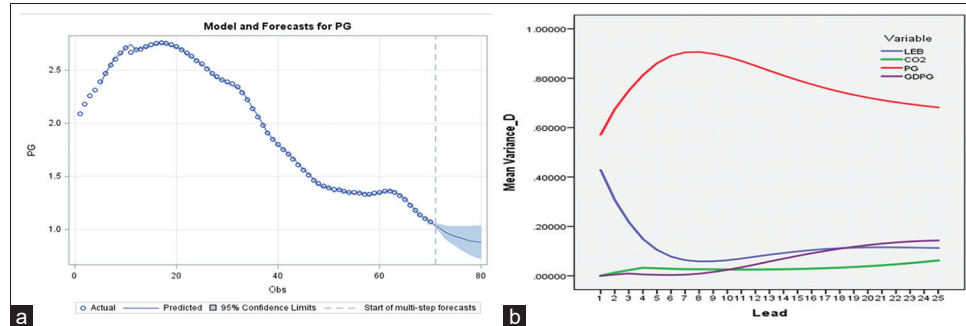 Model and Forecasts for PG
2.5
2.0
1.5
1.0
PG
0 20 40 60 80
Obs
Actual Predicted 95% Confidence Limits Start of multi-step forecasts
a
1.00000
.80000
.60000
.40000
.20000
.00000
Mean Variance_D
Variable
LEB
CO2
PG
GDPG
1 2 3 4 5 6 7 8 9 10 11 12 13 14 15 16 17 18 19 20 21 22 23 24 25
Lead
b